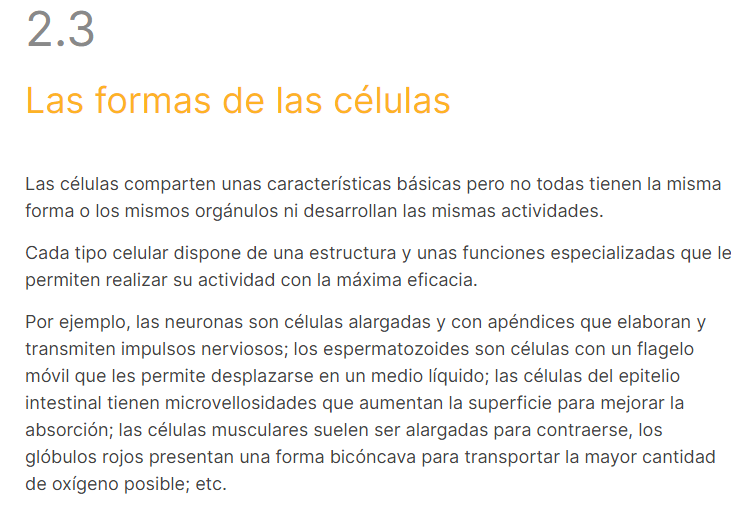 2.3
Las formas de las células
Las células comparten unas características básicas pero no todas tienen la misma
forma o los mismos orgánulos ni desarrollan las mismas actividades.
Cada tipo celular dispone de una estructura y unas funciones especializadas que le
permiten realizar su actividad con la máxima eficacia.
Por ejemplo, las neuronas son células alargadas y con apéndices que elaboran y
transmiten impulsos nerviosos; los espermatozoides son células con un flagelo
móvil que les permite desplazarse en un medio líquido; las células del epitelio
intestinal tienen microvellosidades que aumentan la superficie para mejorar la
absorción; las células musculares suelen ser alargadas para contraerse, los
glóbulos rojos presentan una forma bicóncava para transportar la mayor cantidad
de oxígeno posible; etc.